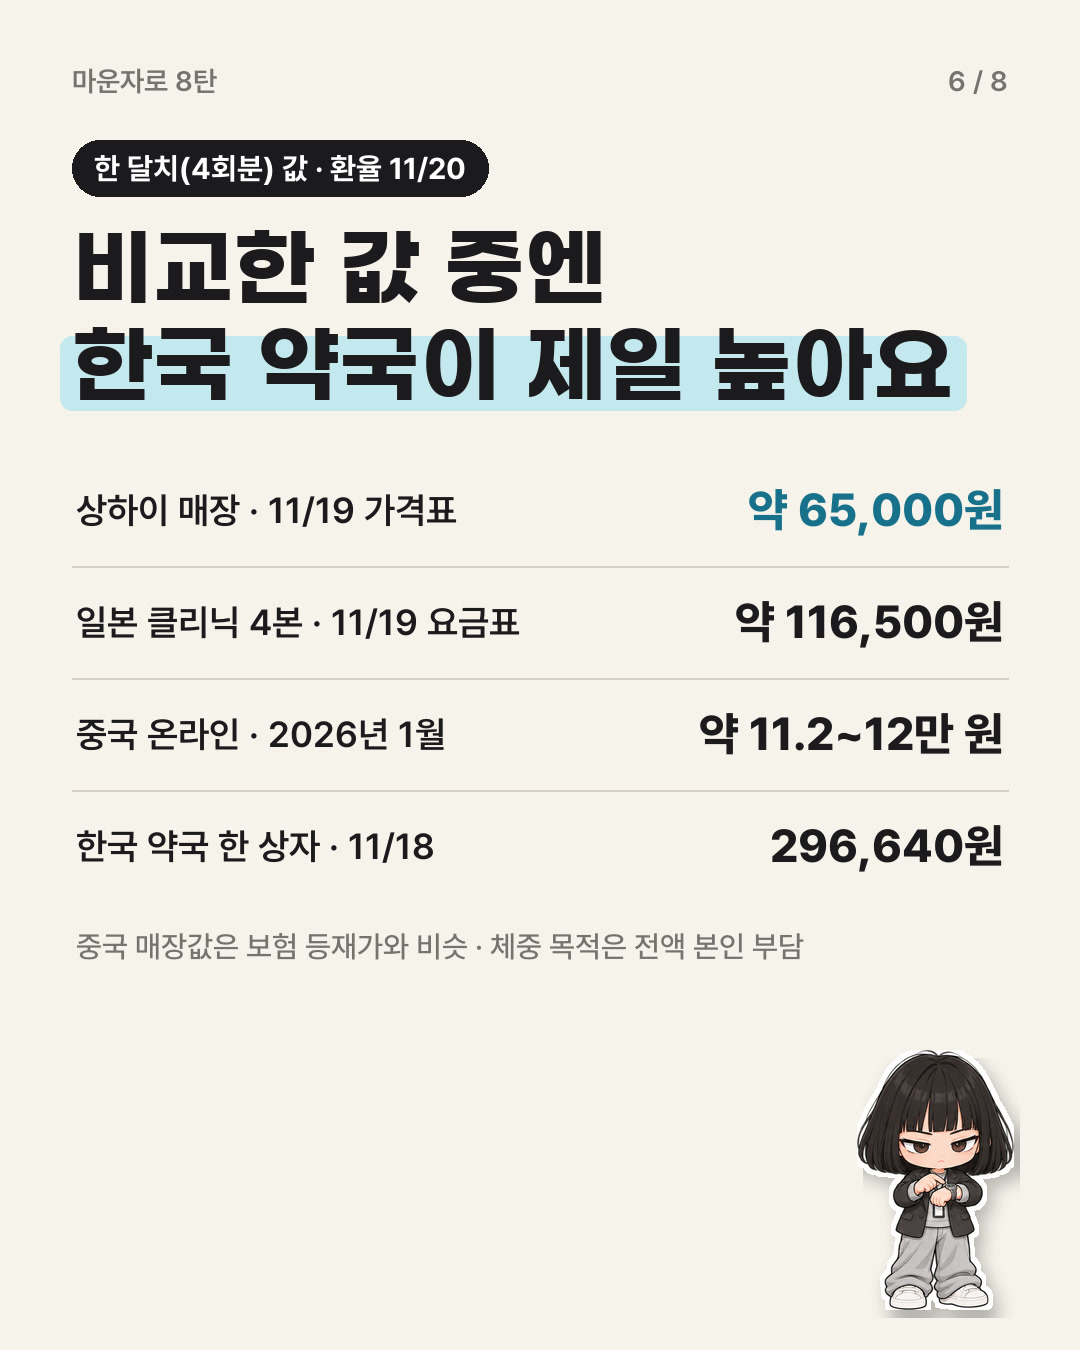 마운자로 8탄
6 / 8
한 달치(4회분) 값 · 환율 11/20
비교한 값 중엔
한국 약국이 제일 높아요
상하이 매장 · 11/19 가격표
약 65,000원
일본 클리닉 4본 · 11/19 요금표
약 116,500원
중국 온라인 · 2026년 1월
약 11.2~12만 원
한국 약국 한 상자 · 11/18
296,640원
중국 매장값은 보험 등재가와 비슷 · 체중 목적은 전액 본인 부담